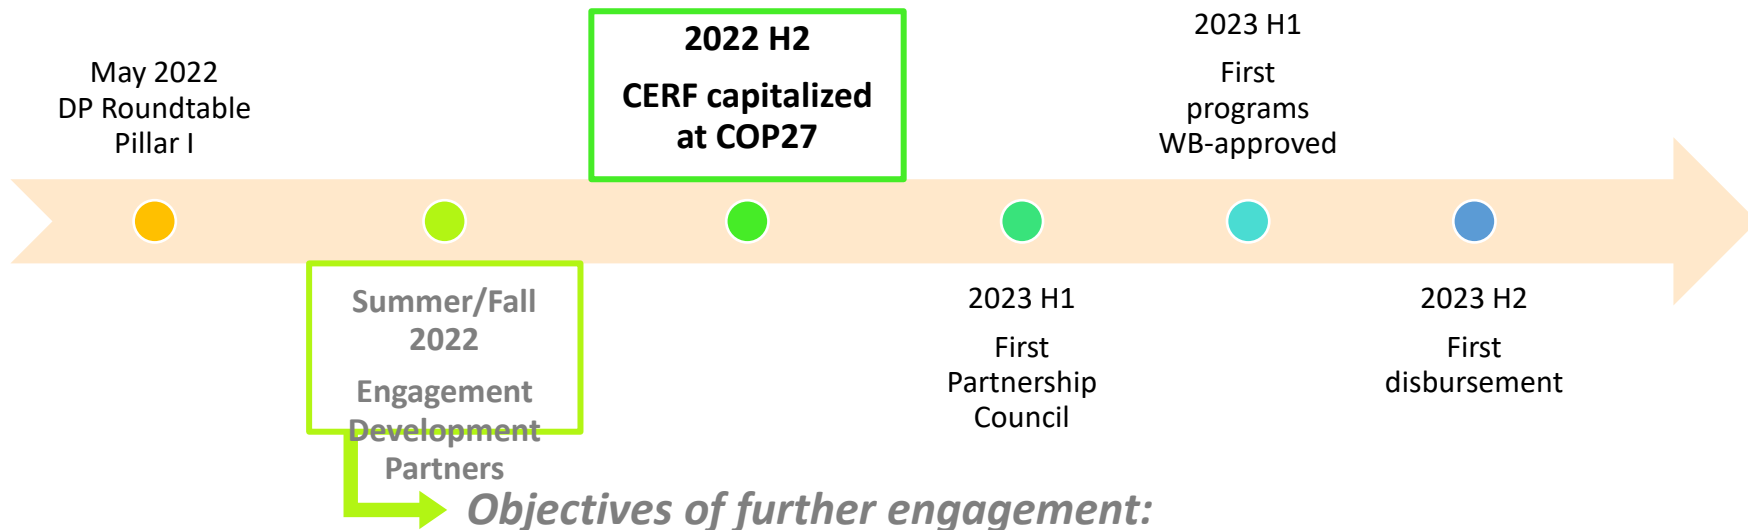 May 2022
DP Roundtable
Pillar I
Summer/Fall
2022
Engagement
Development
Partners
2022 H2
CERF capitalized
at COP27
2023 H1
First
Partnership
Council
2023 H1
First
programs
WB-approved
2023 H2
First
disbursement
Objectives of further engagement: